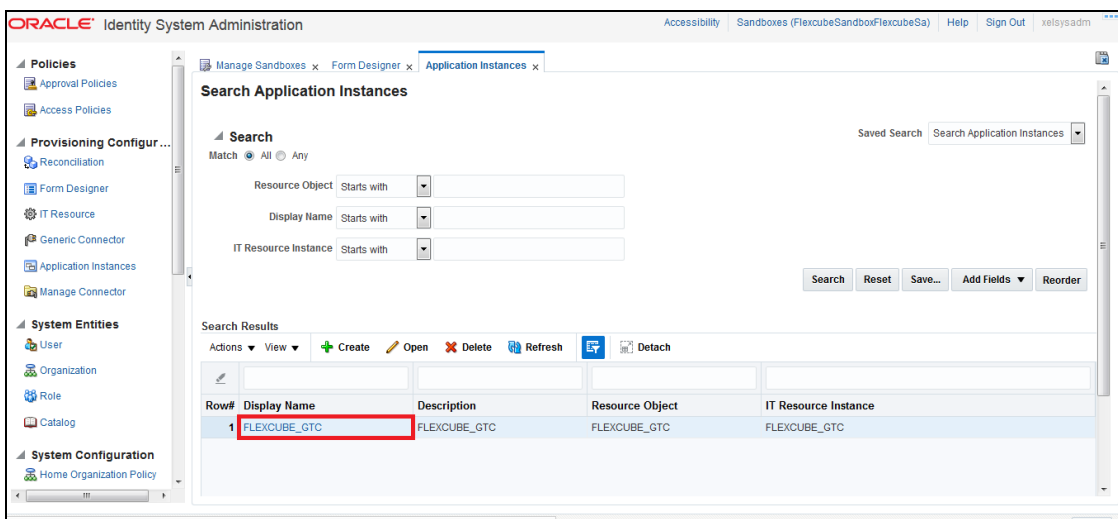 ORACLE® Identity System Administration
Accessibility Sandboxes (FlexcubeSandboxFlexcubeSa) Help Sign Out xelsysadm
Policies
Approval Policies
Access Policies
Provisioning Configur...
Reconciliation
Form Designer
IT Resource
Generic Connector
Application Instances
Manage Connector
System Entities
User
Organization
Role
Catalog
System Configuration
Home Organization Policy
Manage Sandboxes x Form Designer x Application Instances x
Search Application Instances
Search
Saved Search Search Application Instances
Match All Any
Resource Object Starts with
Display Name Starts with
IT Resource Instance Starts with
Search Reset Save... Add Fields Reorder
Search Results
Actions View Create Open Delete Refresh Detach
Row# Display Name Description Resource Object IT Resource Instance
1 FLEXCUBE_GTC FLEXCUBE_GTC FLEXCUBE_GTC FLEXCUBE_GTC